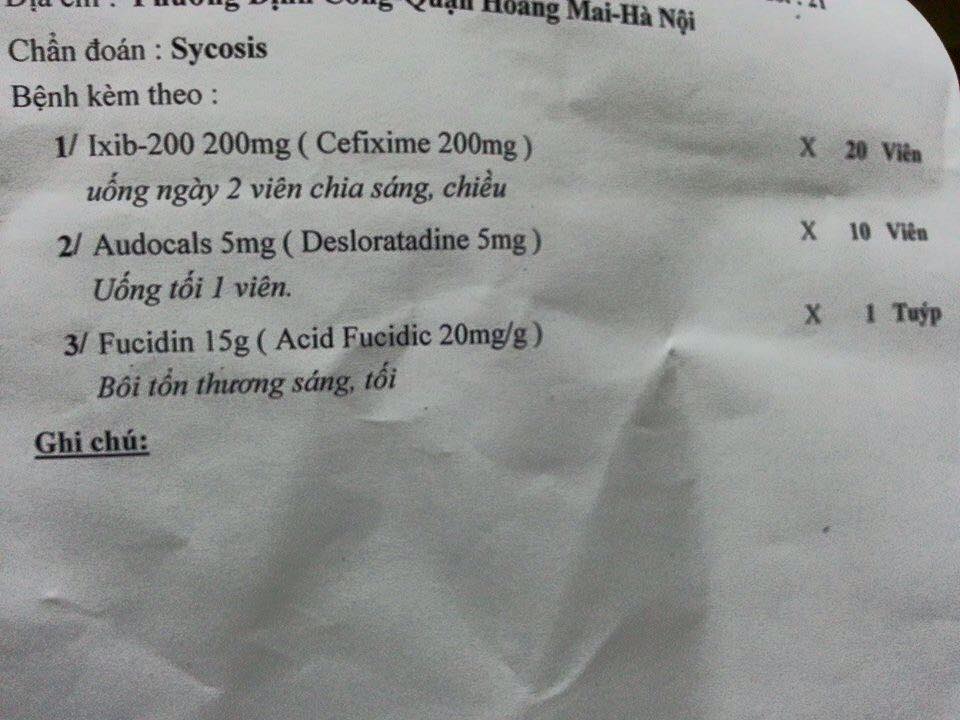 Địa chỉ : Phường Định Công-Quận Hoàng Mai-Hà Nội
Chẩn đoán : Sycosis
Bệnh kèm theo :
1/ Ixib-200 200mg ( Cefixime 200mg ) X 20 Viên
uống ngày 2 viên chia sáng, chiều
2/ Audocals 5mg ( Desloratadine 5mg ) X 10 Viên
Uống tối 1 viên.
3/ Fucidin 15g ( Acid Fucidic 20mg/g ) X 1 Tuýp
Bôi tổn thương sáng, tối
Ghi chú: